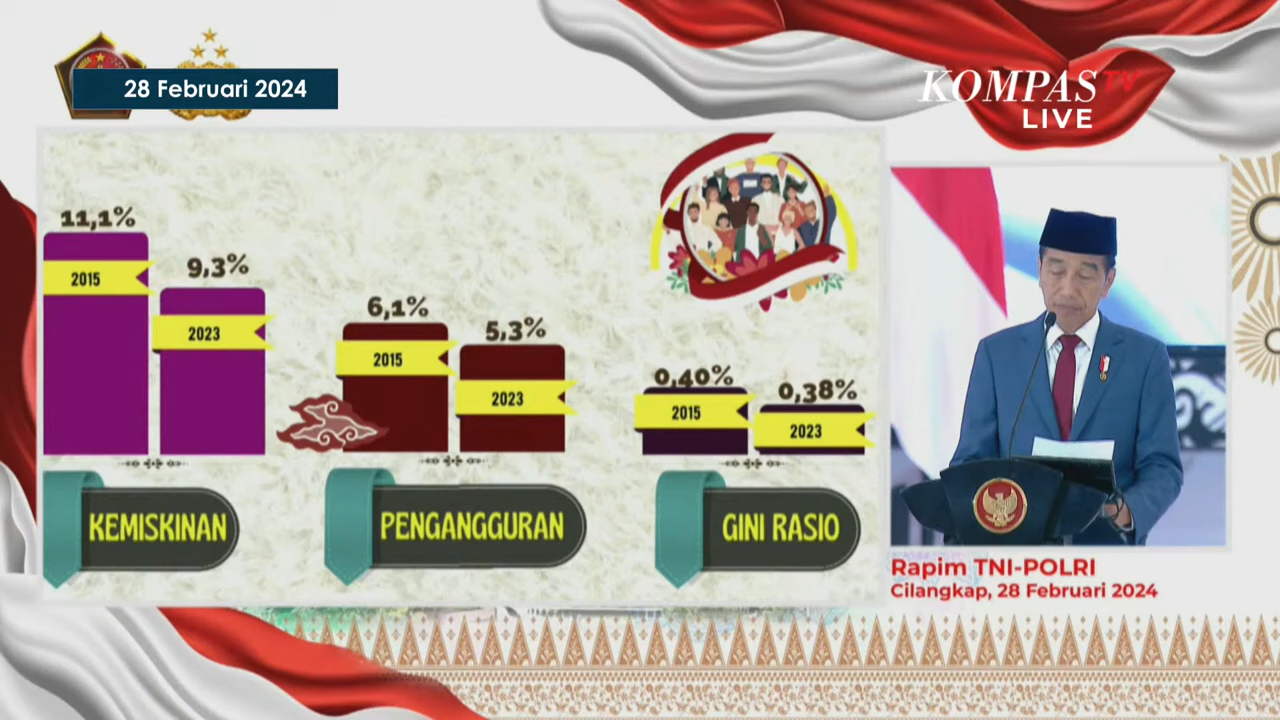 28 Februari 2024
KOMPAS TV
LIVE
11,1%
2015
9,3%
2023
6,1%
2015
5,3%
2023
0,40%
2015
0,38%
2023
KEMISKINAN
PENGANGGURAN
GINI RASIO
Rapim TNI-POLRI
Cilangkap, 28 Februari 2024